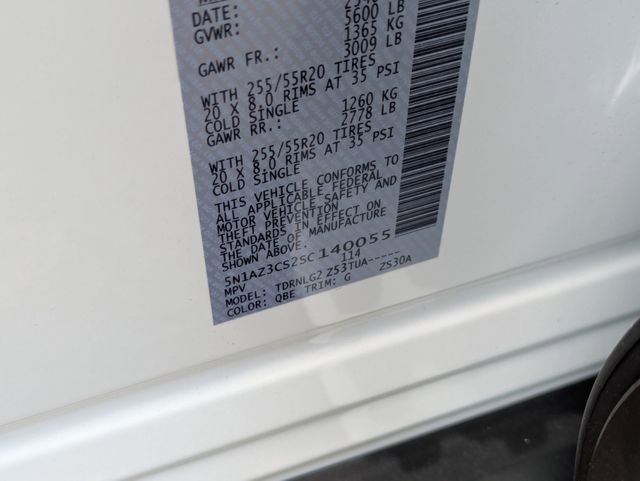 DATE:
GVWR: 5600 LB
1365 KG
GAWR FR.: 3009 LB
WITH 255/55R20 TIRES
20 X 8.0 RIMS AT 35 PSI
COLD SINGLE 1260 KG
GAWR RR.: 2778 LB
WITH 255/55R20 TIRES
20 X 8.0 RIMS AT 35 PSI
COLD SINGLE
THIS VEHICLE CONFORMS TO
ALL APPLICABLE FEDERAL
MOTOR VEHICLE SAFETY AND
THEFT PREVENTION
STANDARDS IN EFFECT ON
THE DATE OF MANUFACTURE
SHOWN ABOVE.
5N1AZ3CS2SC140055
MPV 114
MODEL: TDRNLG2 Z53TUA-----
COLOR: QBE TRIM: G ZS30A